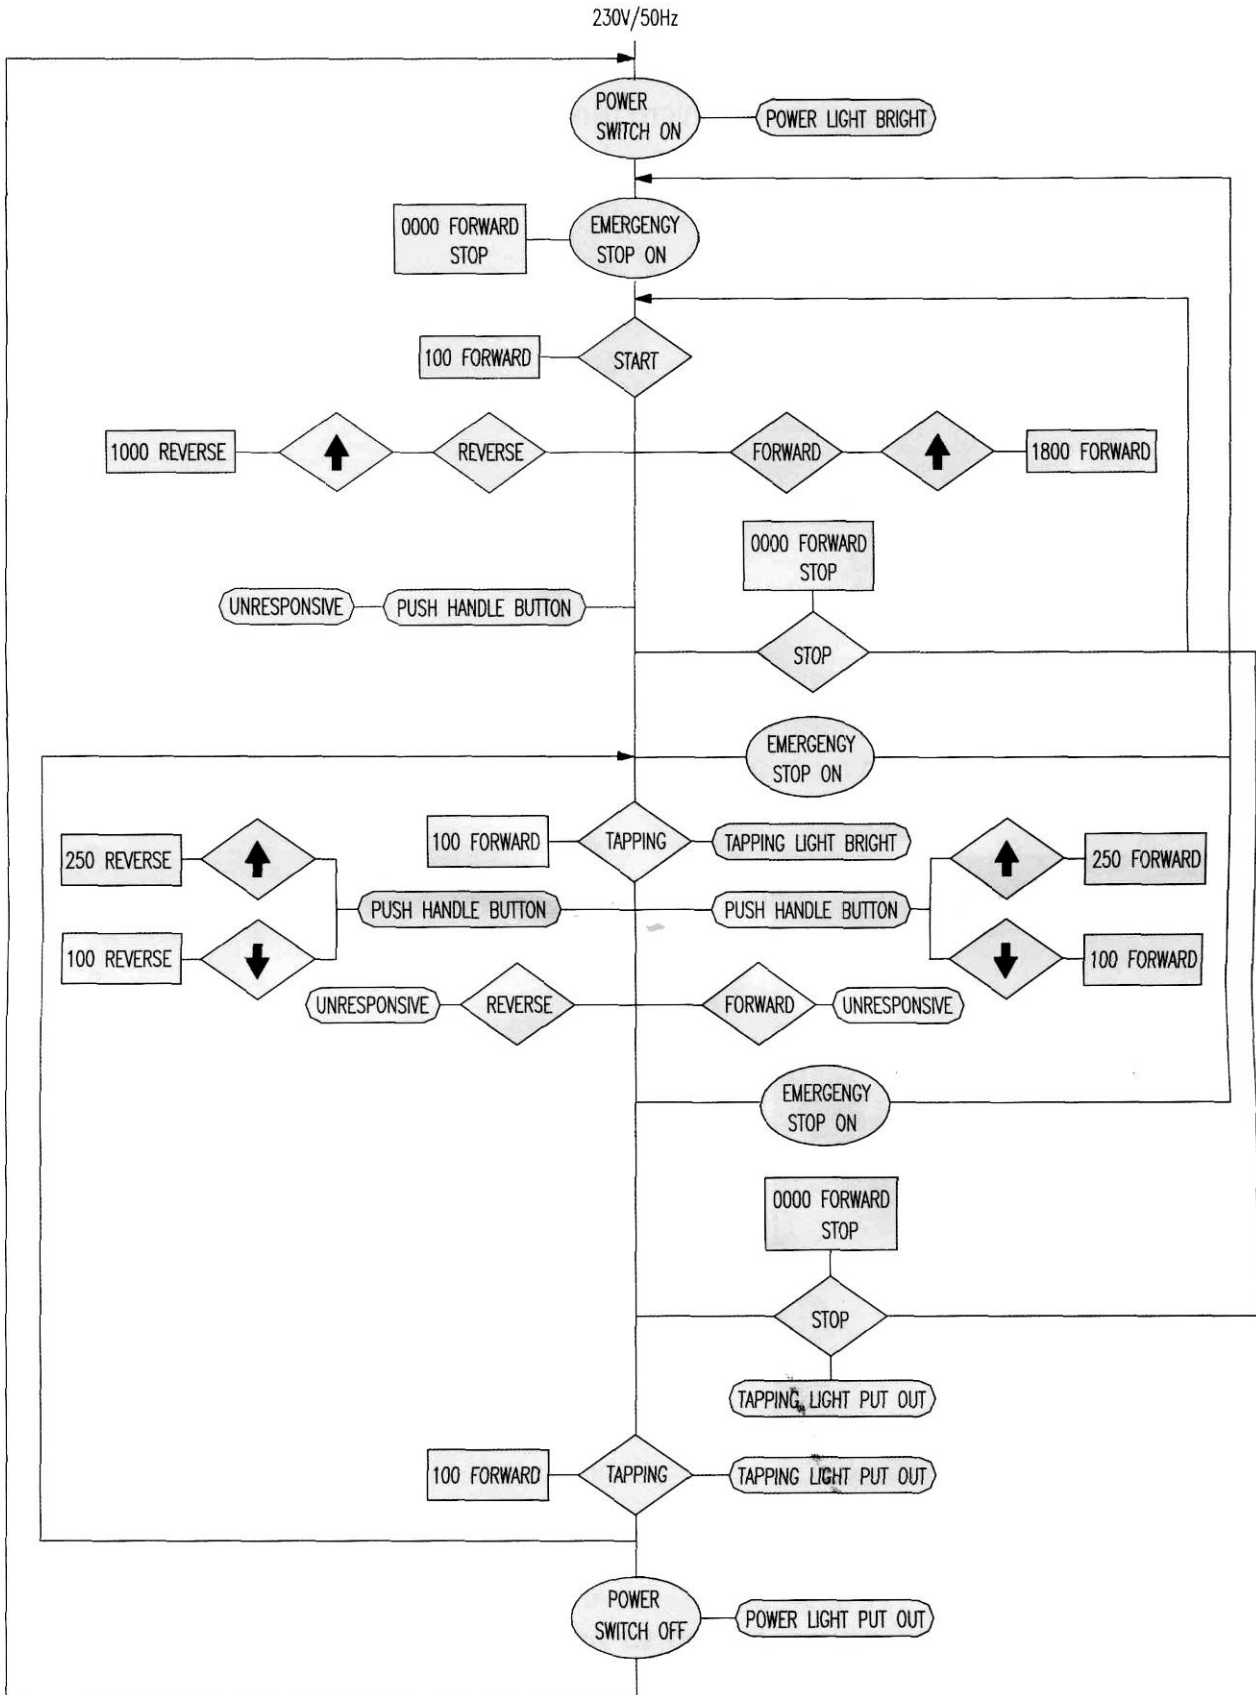 230V/50Hz
POWER
SWITCH ON
POWER LIGHT BRIGHT
0000 FORWARD
STOP
EMERGENCY
STOP ON
100 FORWARD
START
1000 REVERSE
REVERSE
FORWARD
1800 FORWARD
0000 FORWARD
STOP
UNRESPONSIVE
PUSH HANDLE BUTTON
STOP
EMERGENCY
STOP ON
100 FORWARD
TAPPING
TAPPING LIGHT BRIGHT
250 REVERSE
250 FORWARD
PUSH HANDLE BUTTON
PUSH HANDLE BUTTON
100 REVERSE
100 FORWARD
UNRESPONSIVE
REVERSE
FORWARD
UNRESPONSIVE
EMERGENGY
STOP ON
0000 FORWARD
STOP
STOP
TAPPING LIGHT PUT OUT
100 FORWARD
TAPPING
TAPPING LIGHT PUT OUT
POWER
SWITCH OFF
POWER LIGHT PUT OUT